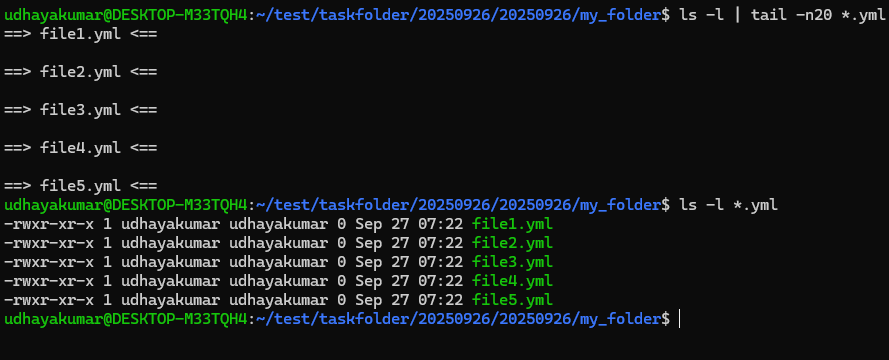 udhayakumar@DESKTOP-M33TQH4:~/test/taskfolder/20250926/20250926/my_folder$ ls -l | tail -n20 *.yml
==> file1.yml <==
==> file2.yml <==
==> file3.yml <==
==> file4.yml <==
==> file5.yml <==
udhayakumar@DESKTOP-M33TQH4:~/test/taskfolder/20250926/20250926/my_folder$ ls -l *.yml
-rwxr-xr-x 1 udhayakumar udhayakumar 0 Sep 27 07:22 file1.yml
-rwxr-xr-x 1 udhayakumar udhayakumar 0 Sep 27 07:22 file2.yml
-rwxr-xr-x 1 udhayakumar udhayakumar 0 Sep 27 07:22 file3.yml
-rwxr-xr-x 1 udhayakumar udhayakumar 0 Sep 27 07:22 file4.yml
-rwxr-xr-x 1 udhayakumar udhayakumar 0 Sep 27 07:22 file5.yml
udhayakumar@DESKTOP-M33TQH4:~/test/taskfolder/20250926/20250926/my_folder$